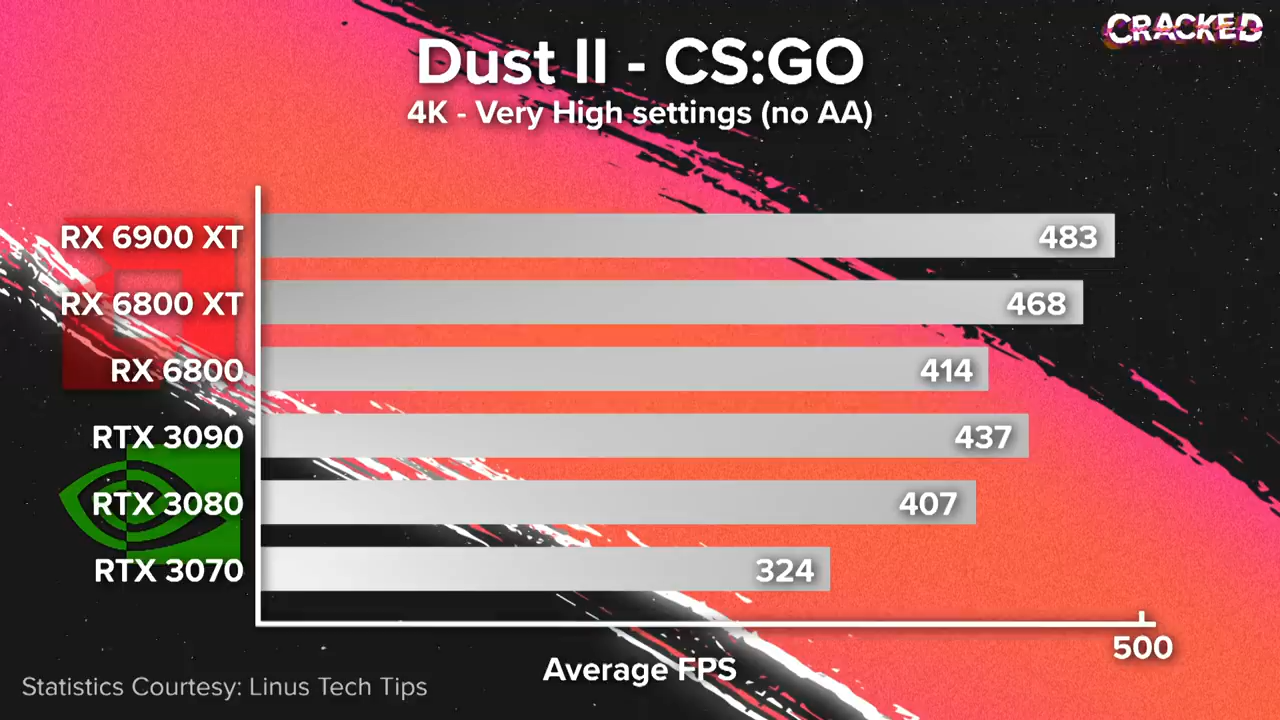 CRACKED
Dust II - CS:GO
4K - Very High settings (no AA)
RX 6900 XT 483
RX 6800 XT 468
RX 6800 414
RTX 3090 437
RTX 3080 407
RTX 3070 324
500
Average FPS
Statistics Courtesy: Linus Tech Tips